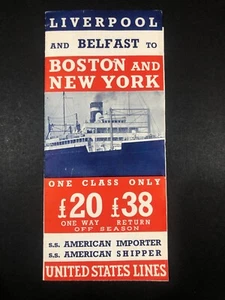 LIVERPOOL
AND BELFAST TO
BOSTON AND
NEW YORK
ONE CLASS ONLY
£20 £38
ONE WAY RETURN
OFF SEASON
s.s. AMERICAN IMPORTER
s.s. AMERICAN SHIPPER
UNITED STATES LINES